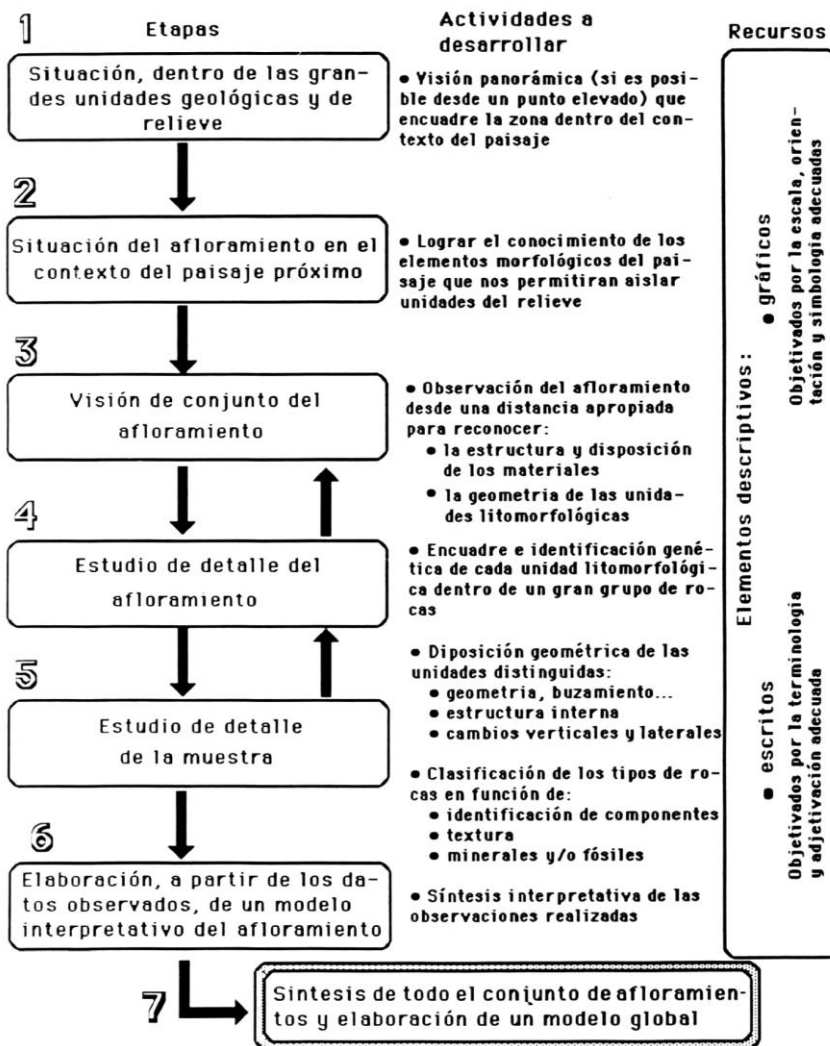 1
Etapas
Actividades a
desarrollar
Recursos
Situación, dentro de las gran-
des unidades geológicas y de
relieve
• Visión panorámica (si es posi-
ble desde un punto elevado) que
encuadre la zona dentro del con-
texto del paisaje
2
Situación del afloramiento en el
contexto del paisaje próximo
• Lograr el conocimiento de los
elementos morfológicos del pai-
saje que nos permitiran aislar
unidades del relieve
3
Visión de conjunto del
afloramiento
• Observación del afloramiento
desde una distancia apropiada
para reconocer:
• la estructura y disposición
de los materiales
• la geometria de las unida-
des litomorfológicas
4
Estudio de detalle del
afloramiento
• Encuadre e identificación gené-
tica de cada unidad litomorfológi-
ca dentro de un gran grupo de ro-
cas
5
Estudio de detalle
de la muestra
• Diposición geométrica de las
unidades distinguidas:
• geometria, buzamiento...
• estructura interna
• cambios verticales y laterales
• Clasificación de los tipos de ro-
cas en función de:
• identificación de componentes
• textura
• minerales y/o fósiles
6
Elaboración, a partir de los da-
tos observados, de un modelo
interpretativo del afloramiento
• Síntesis interpretativa de las
observaciones realizadas
7
Síntesis de todo el conjunto de afloramien-
tos y elaboración de un modelo global
Elementos descriptivos:
• gráficos
Objetivados por la escala, orien-
tación y simbologia adecuadas
• escritos
Objetivados por la terminologia
y adjetivación adecuada